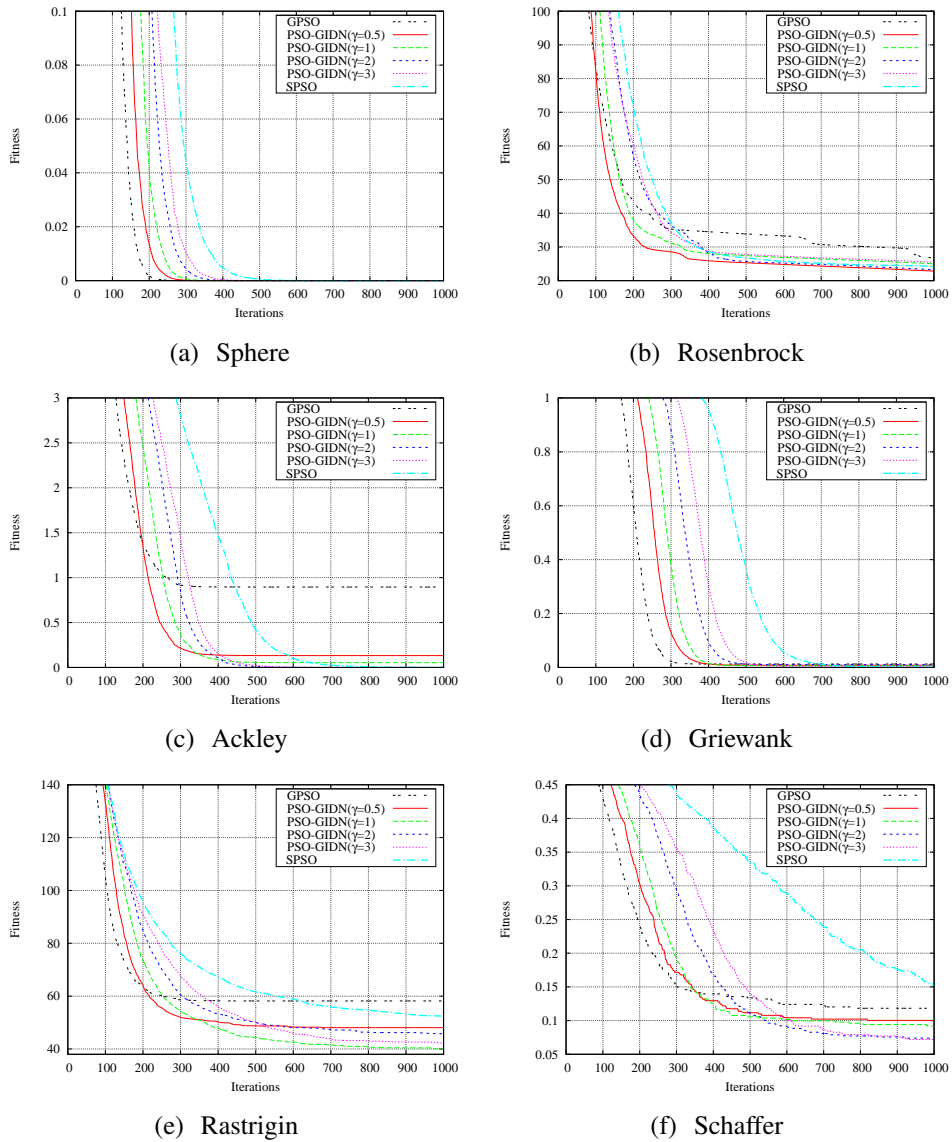 0.1
0.08
0.06
0.04
0.02
0
Fitness
0 100 200 300 400 500 600 700 800 900 1000
Iterations
GPSO
PSO-GIDN(γ=0.5)
PSO-GIDN(γ=1)
PSO-GIDN(γ=2)
PSO-GIDN(γ=3)
SPSO
(a) Sphere
100
90
80
70
60
50
40
30
20
Fitness
0 100 200 300 400 500 600 700 800 900 1000
Iterations
GPSO
PSO-GIDN(γ=0.5)
PSO-GIDN(γ=1)
PSO-GIDN(γ=2)
PSO-GIDN(γ=3)
SPSO
(b) Rosenbrock
3
2.5
2
1.5
1
0.5
0
Fitness
0 100 200 300 400 500 600 700 800 900 1000
Iterations
GPSO
PSO-GIDN(γ=0.5)
PSO-GIDN(γ=1)
PSO-GIDN(γ=2)
PSO-GIDN(γ=3)
SPSO
(c) Ackley
1
0.8
0.6
0.4
0.2
0
Fitness
0 100 200 300 400 500 600 700 800 900 1000
Iterations
GPSO
PSO-GIDN(γ=0.5)
PSO-GIDN(γ=1)
PSO-GIDN(γ=2)
PSO-GIDN(γ=3)
SPSO
(d) Griewank
140
120
100
80
60
40
Fitness
0 100 200 300 400 500 600 700 800 900 1000
Iterations
GPSO
PSO-GIDN(γ=0.5)
PSO-GIDN(γ=1)
PSO-GIDN(γ=2)
PSO-GIDN(γ=3)
SPSO
(e) Rastrigin
0.45
0.4
0.35
0.3
0.25
0.2
0.15
0.1
0.05
Fitness
0 100 200 300 400 500 600 700 800 900 1000
Iterations
GPSO
PSO-GIDN(γ=0.5)
PSO-GIDN(γ=1)
PSO-GIDN(γ=2)
PSO-GIDN(γ=3)
SPSO
(f) Schaffer